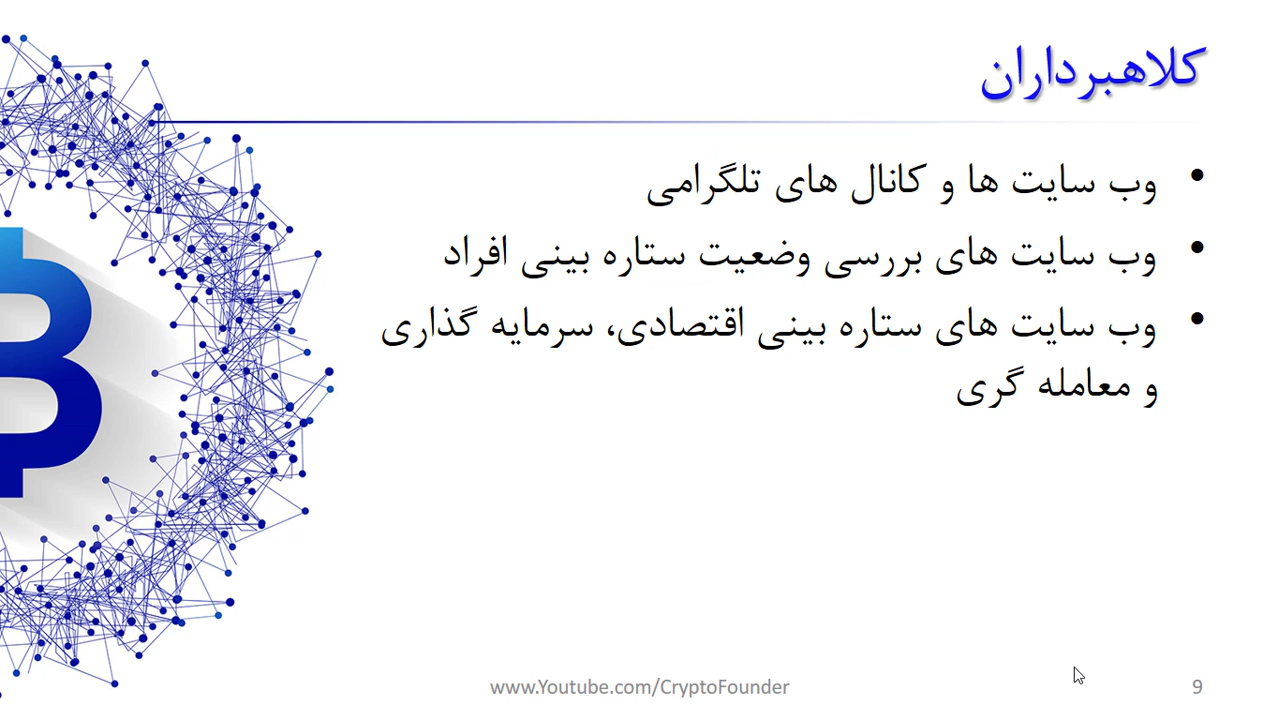 کلاهبرداران
• وب سایت ها و کانال های تلگرامی
• وب سایت های بررسی وضعیت ستاره بینی افراد
• وب سایت های ستاره بینی اقتصادی، سرمایه گذاری
و معامله گری
www.Youtube.com/CryptoFounder
9